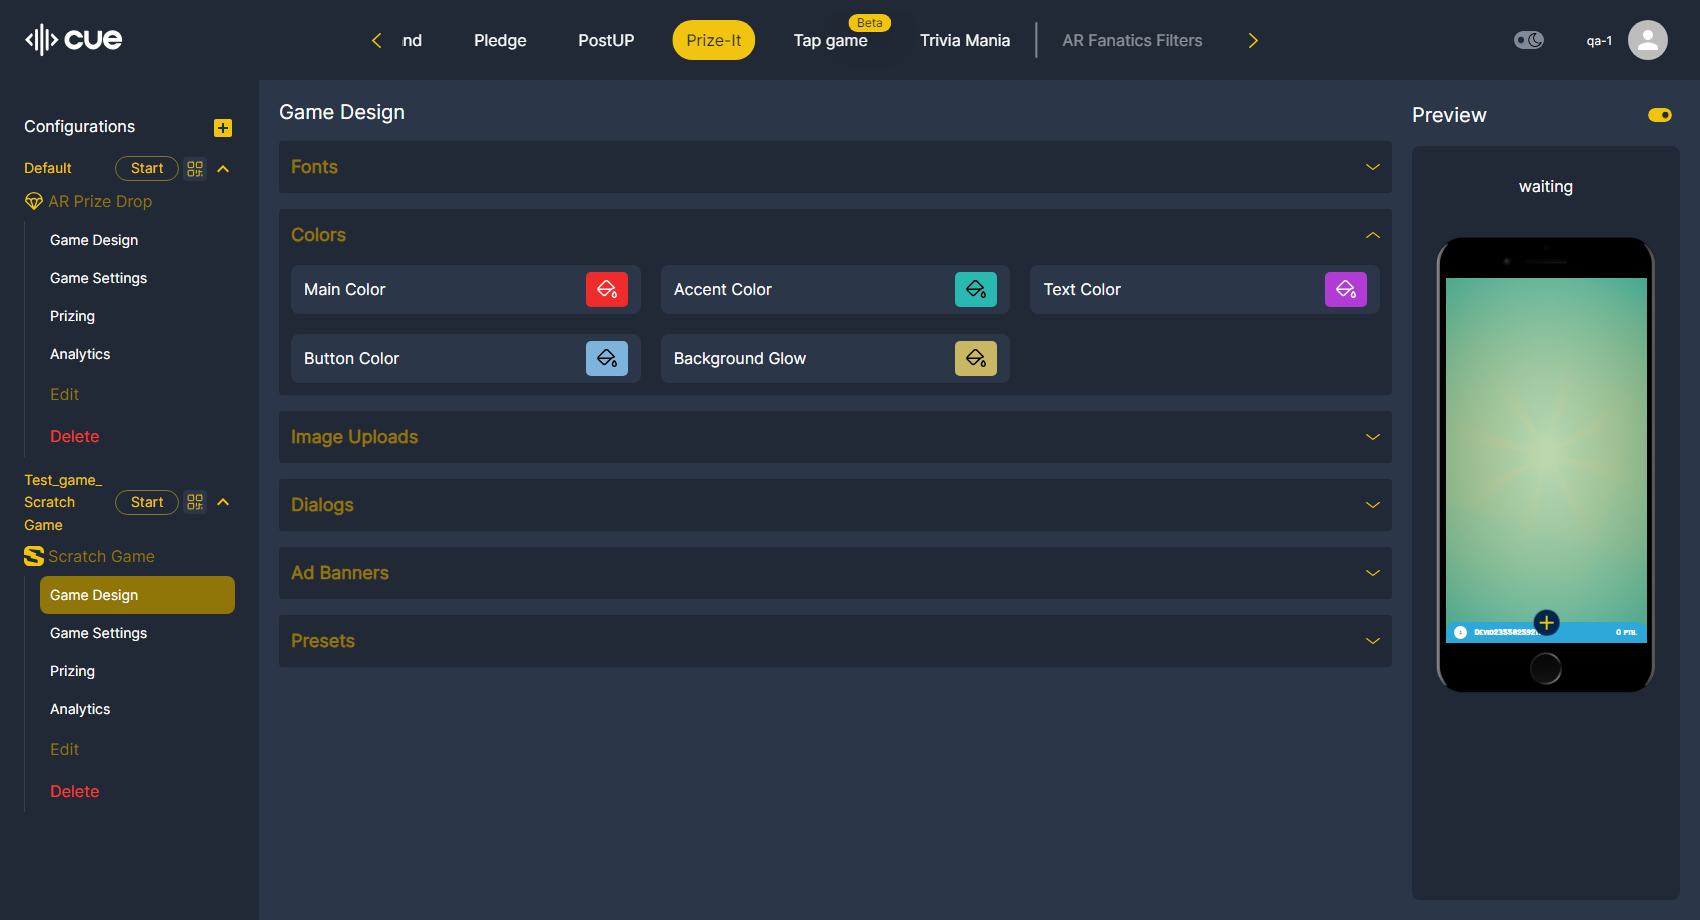 cue
nd
Pledge
PostUP
Prize-It
Beta
Tap game
Trivia Mania
AR Fanatics Filters
qa-1
Configurations
Default
Start
AR Prize Drop
Game Design
Game Settings
Prizing
Analytics
Edit
Delete
Test_game_
Scratch
Game
Start
Scratch Game
Game Design
Game Settings
Prizing
Analytics
Edit
Delete
Game Design
Fonts
Colors
Main Color
Accent Color
Text Color
Button Color
Background Glow
Image Uploads
Dialogs
Ad Banners
Presets
Preview
waiting
0 PTS.